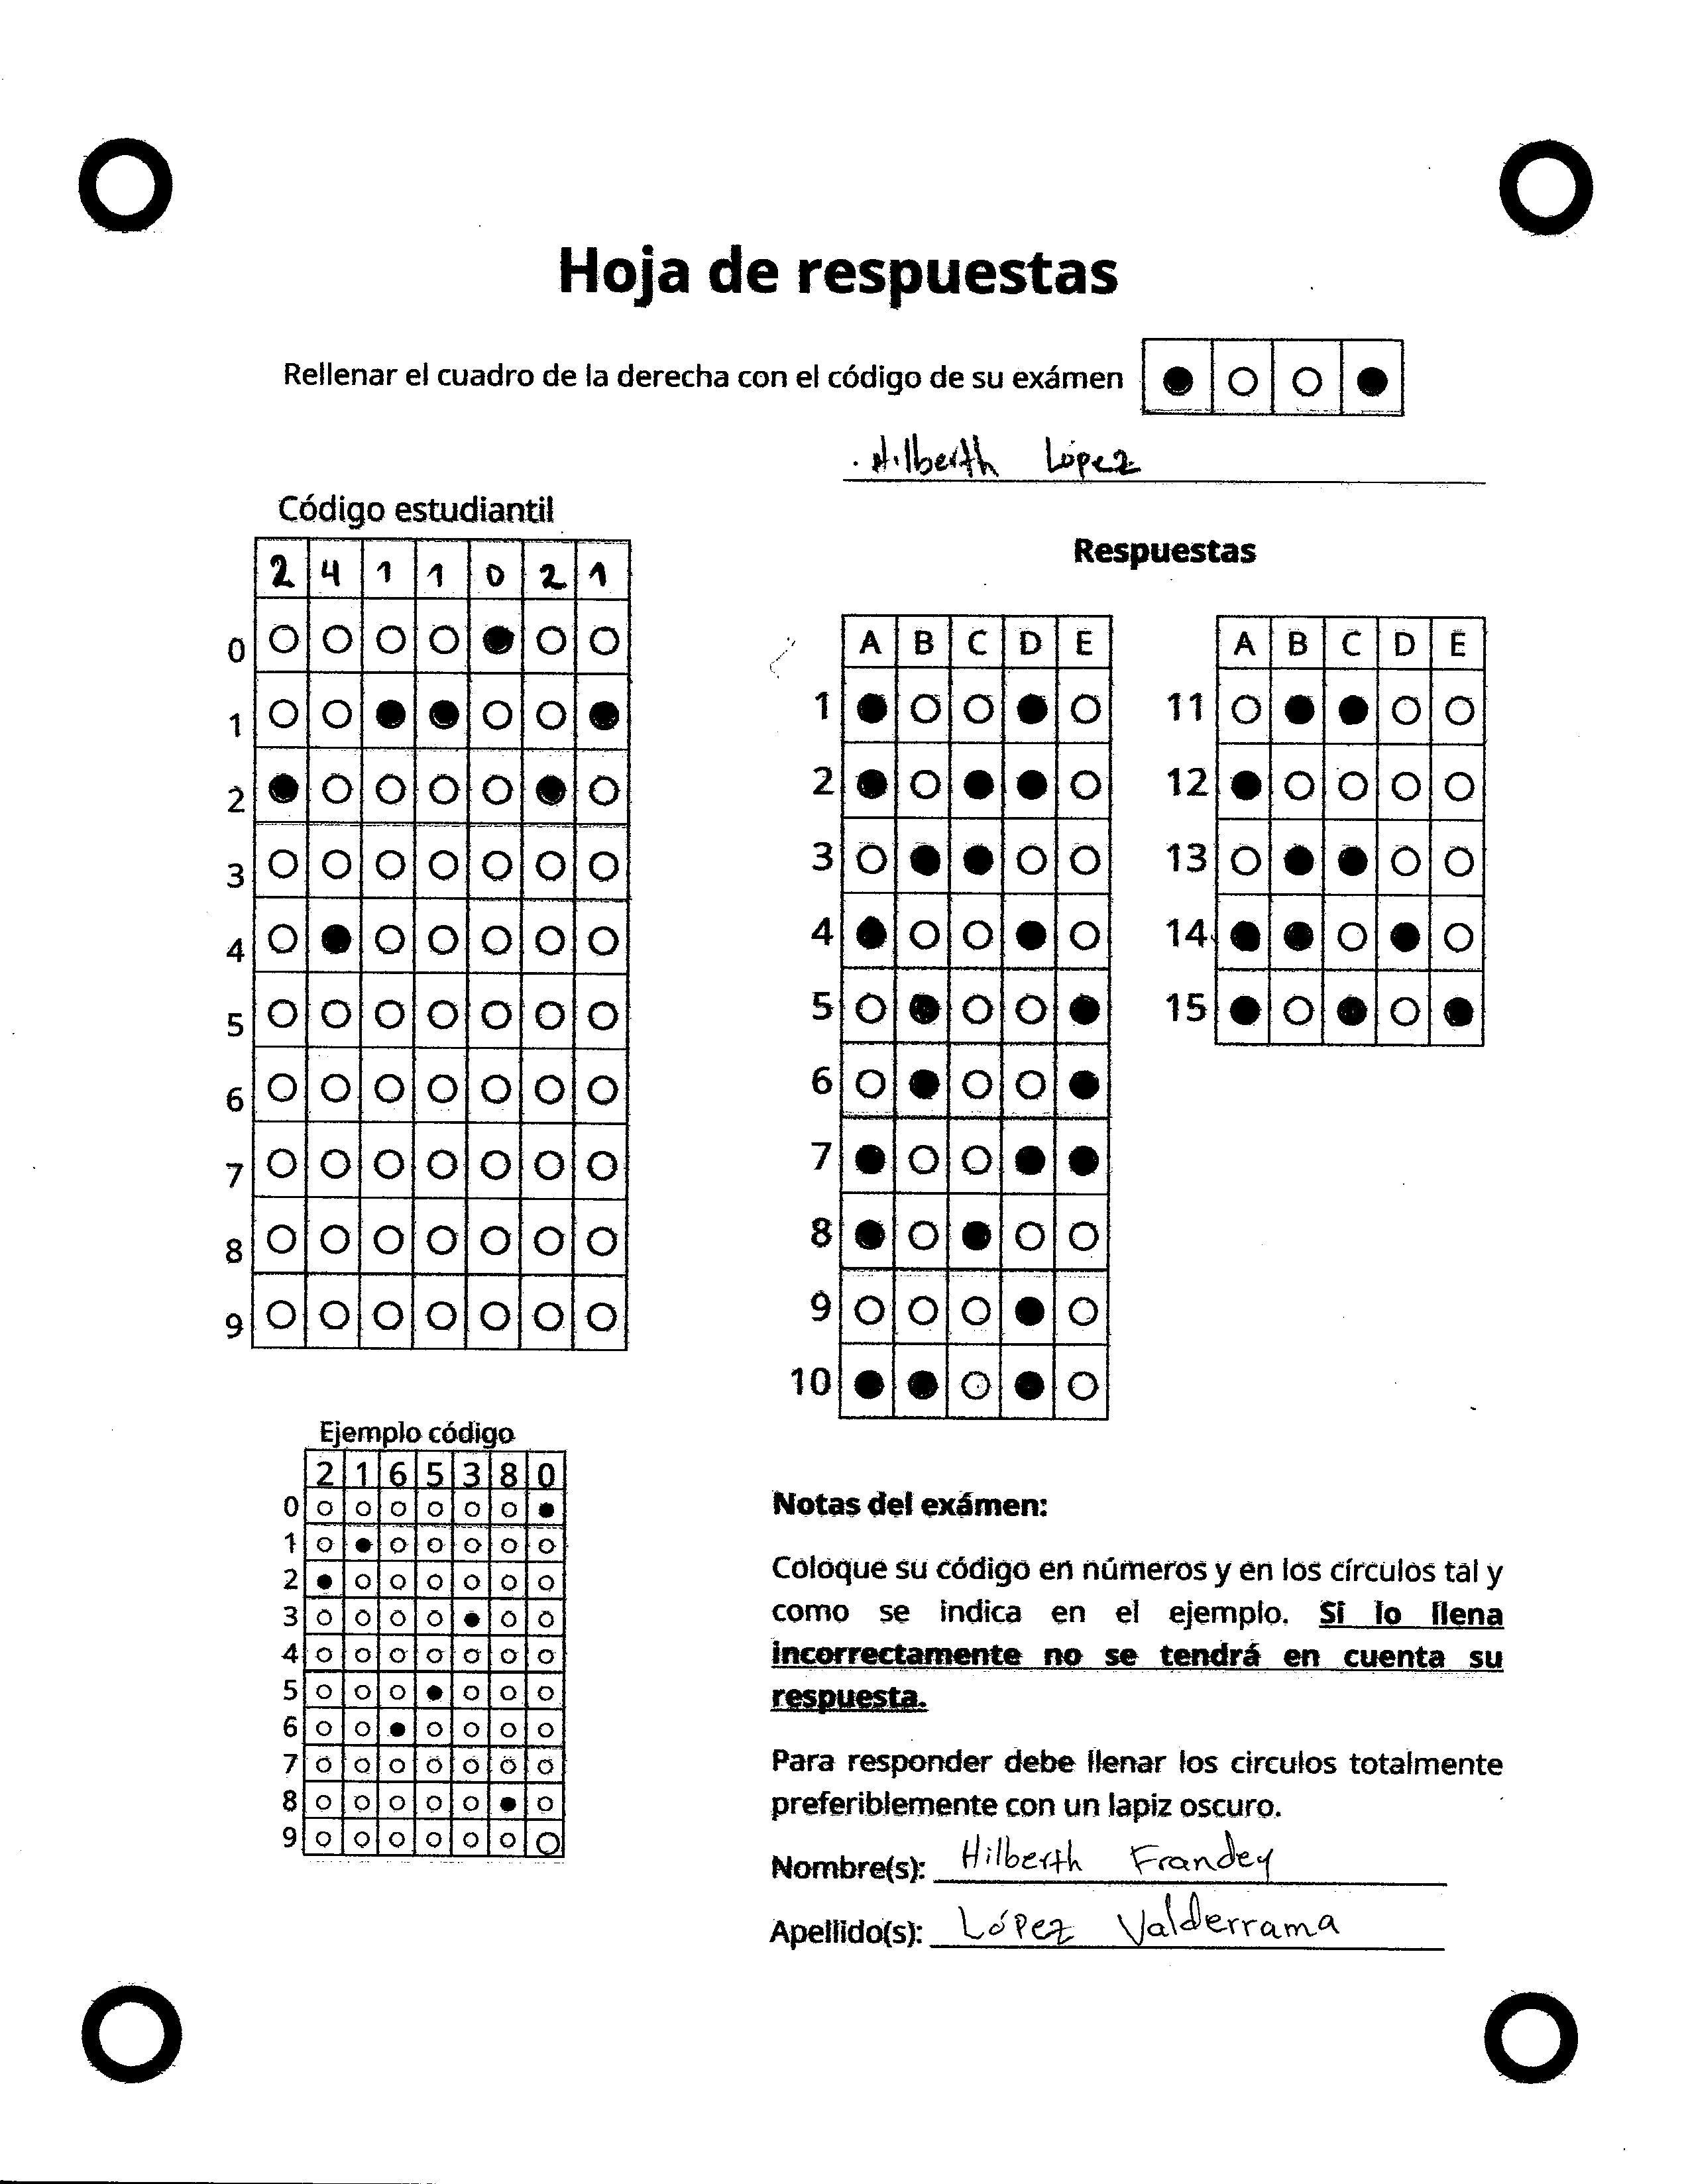 Hoja de respuestas
Rellenar el cuadro de la derecha con el código de su exámen
Hilberth López
Código estudiantil
2 4 1 1 0 2 1
0
1
2
3
4
5
6
7
8
9
Respuestas
A B C D E
1
2
3
4
5
6
7
8
9
10
A B C D E
11
12
13
14
15
Ejemplo código
2 1 6 5 3 8 0
0
1
2
3
4
5
6
7
8
9
Notas del exámen:
Coloque su código en números y en los círculos tal y
como se indica en el ejemplo. Si lo llena
incorrectamente no se tendrá en cuenta su
respuesta.
Para responder debe llenar los circulos totalmente
preferiblemente con un lapiz oscuro.
Nombre(s): Hilberth Frandey
Apellido(s): López Valderrama